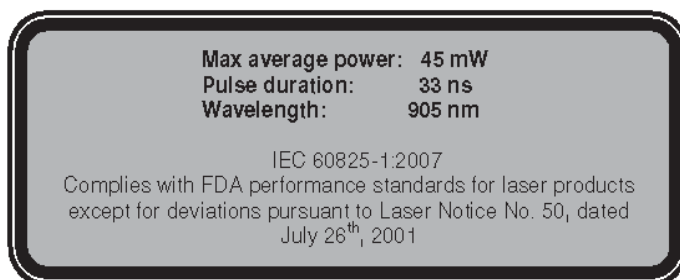 Max average power: 45 mW
Pulse duration: 33 ns
Wavelength: 905 nm
IEC 60825-1:2007
Complies with FDA performance standards for laser products
except for deviations pursuant to Laser Notice No. 50, dated
July 26th, 2001